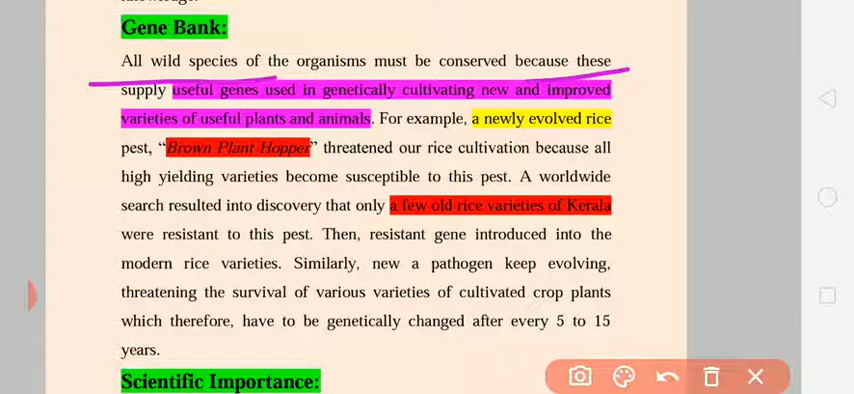 Gene Bank:
All wild species of the organisms must be conserved because these
supply useful genes used in genetically cultivating new and improved
varieties of useful plants and animals. For example, a newly evolved rice
pest, “Brown Plant Hopper” threatened our rice cultivation because all
high yielding varieties become susceptible to this pest. A worldwide
search resulted into discovery that only a few old rice varieties of Kerala
were resistant to this pest. Then, resistant gene introduced into the
modern rice varieties. Similarly, new a pathogen keep evolving,
threatening the survival of various varieties of cultivated crop plants
which therefore, have to be genetically changed after every 5 to 15
years.
Scientific Importance: